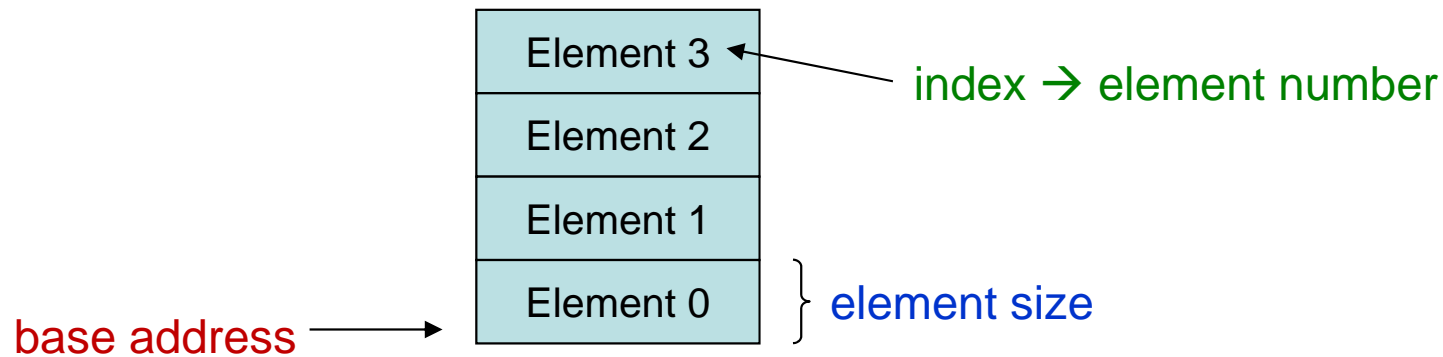 Element 3
index → element number
Element 2
Element 1
Element 0
element size
base address